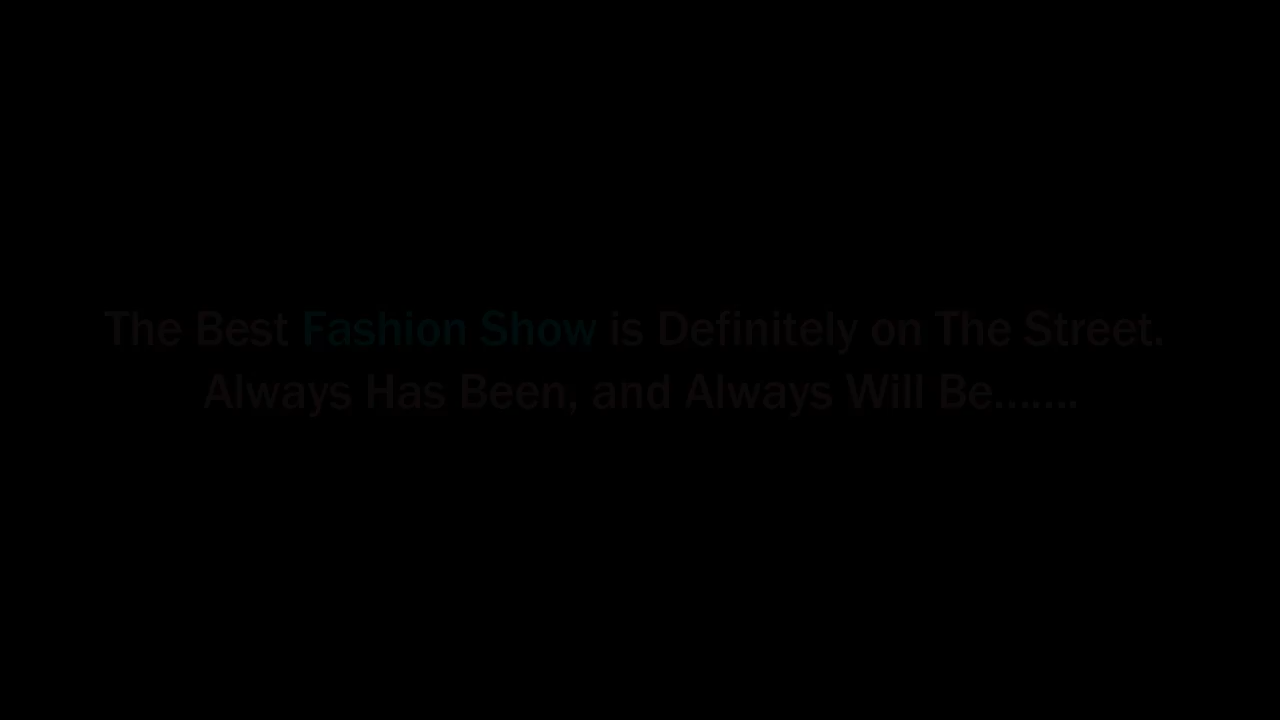 The Best Fashion Show is Definitely on The Street.
Always Has Been, and Always Will Be.......